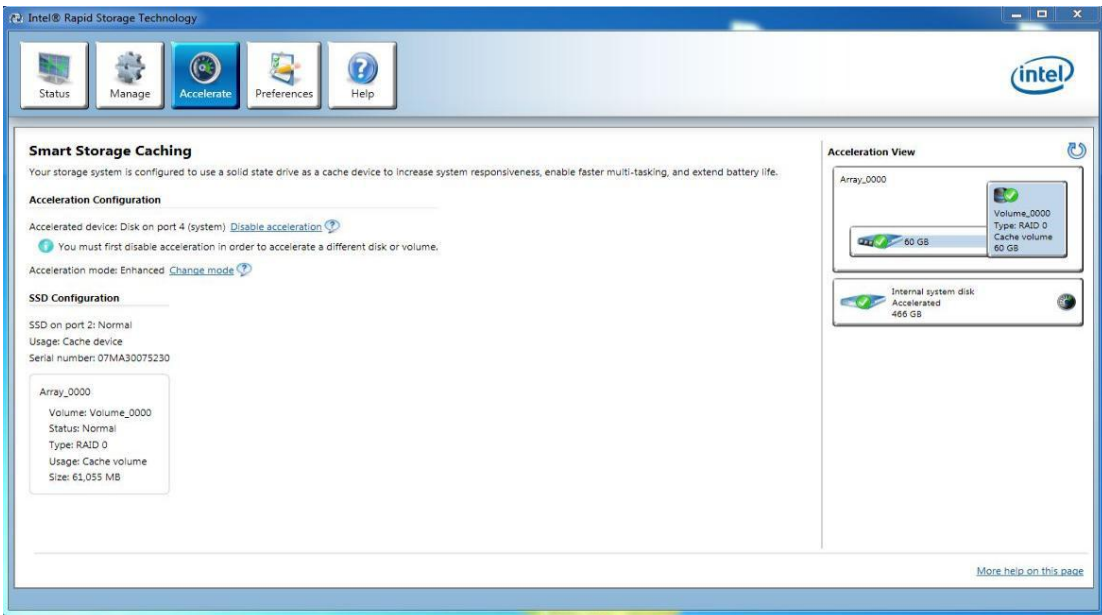 Intel® Rapid Storage Technology
Status
Manage
Accelerate
Preferences
Help
intel
Smart Storage Caching
Your storage system is configured to use a solid state drive as a cache device to increase system responsiveness, enable faster multi-tasking, and extend battery life.
Acceleration Configuration
Accelerated device: Disk on port 4 (system) Disable acceleration ?
i You must first disable acceleration in order to accelerate a different disk or volume.
Acceleration mode: Enhanced Change mode ?
SSD Configuration
SSD on port 2: Normal
Usage: Cache device
Serial number: 07MA30075230
Array_0000
Volume: Volume_0000
Status: Normal
Type: RAID 0
Usage: Cache volume
Size: 61,055 MB
Acceleration View
Array_0000
60 GB
Volume_0000
Type: RAID 0
Cache volume
60 GB
Internal system disk
Accelerated
466 GB
More help on this page